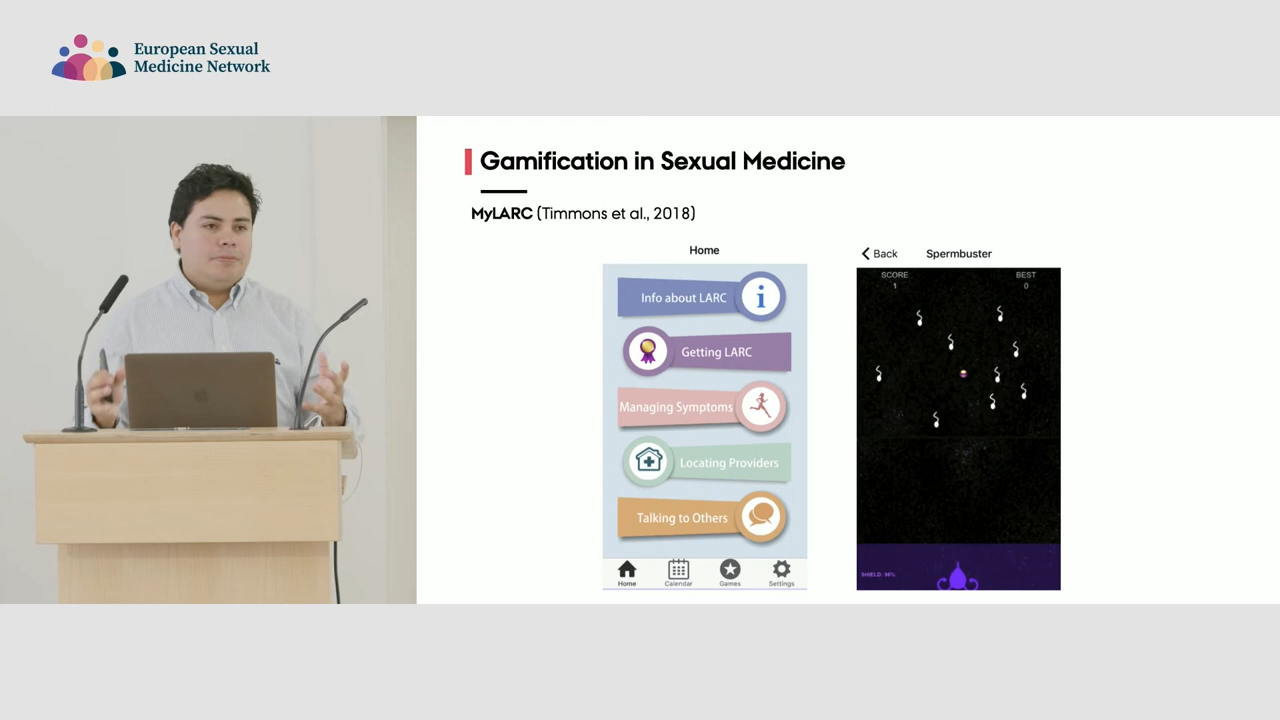 European Sexual
Medicine Network
Gamification in Sexual Medicine
MyLARC (Timmons et al., 2018)
Home
Info about LARC
Getting LARC
Managing Symptoms
Locating Providers
Talking to Others
Home
Calendar
Games
Settings
Back
Spermbuster
SCORE
1
BEST
0
SHIELD: 96%